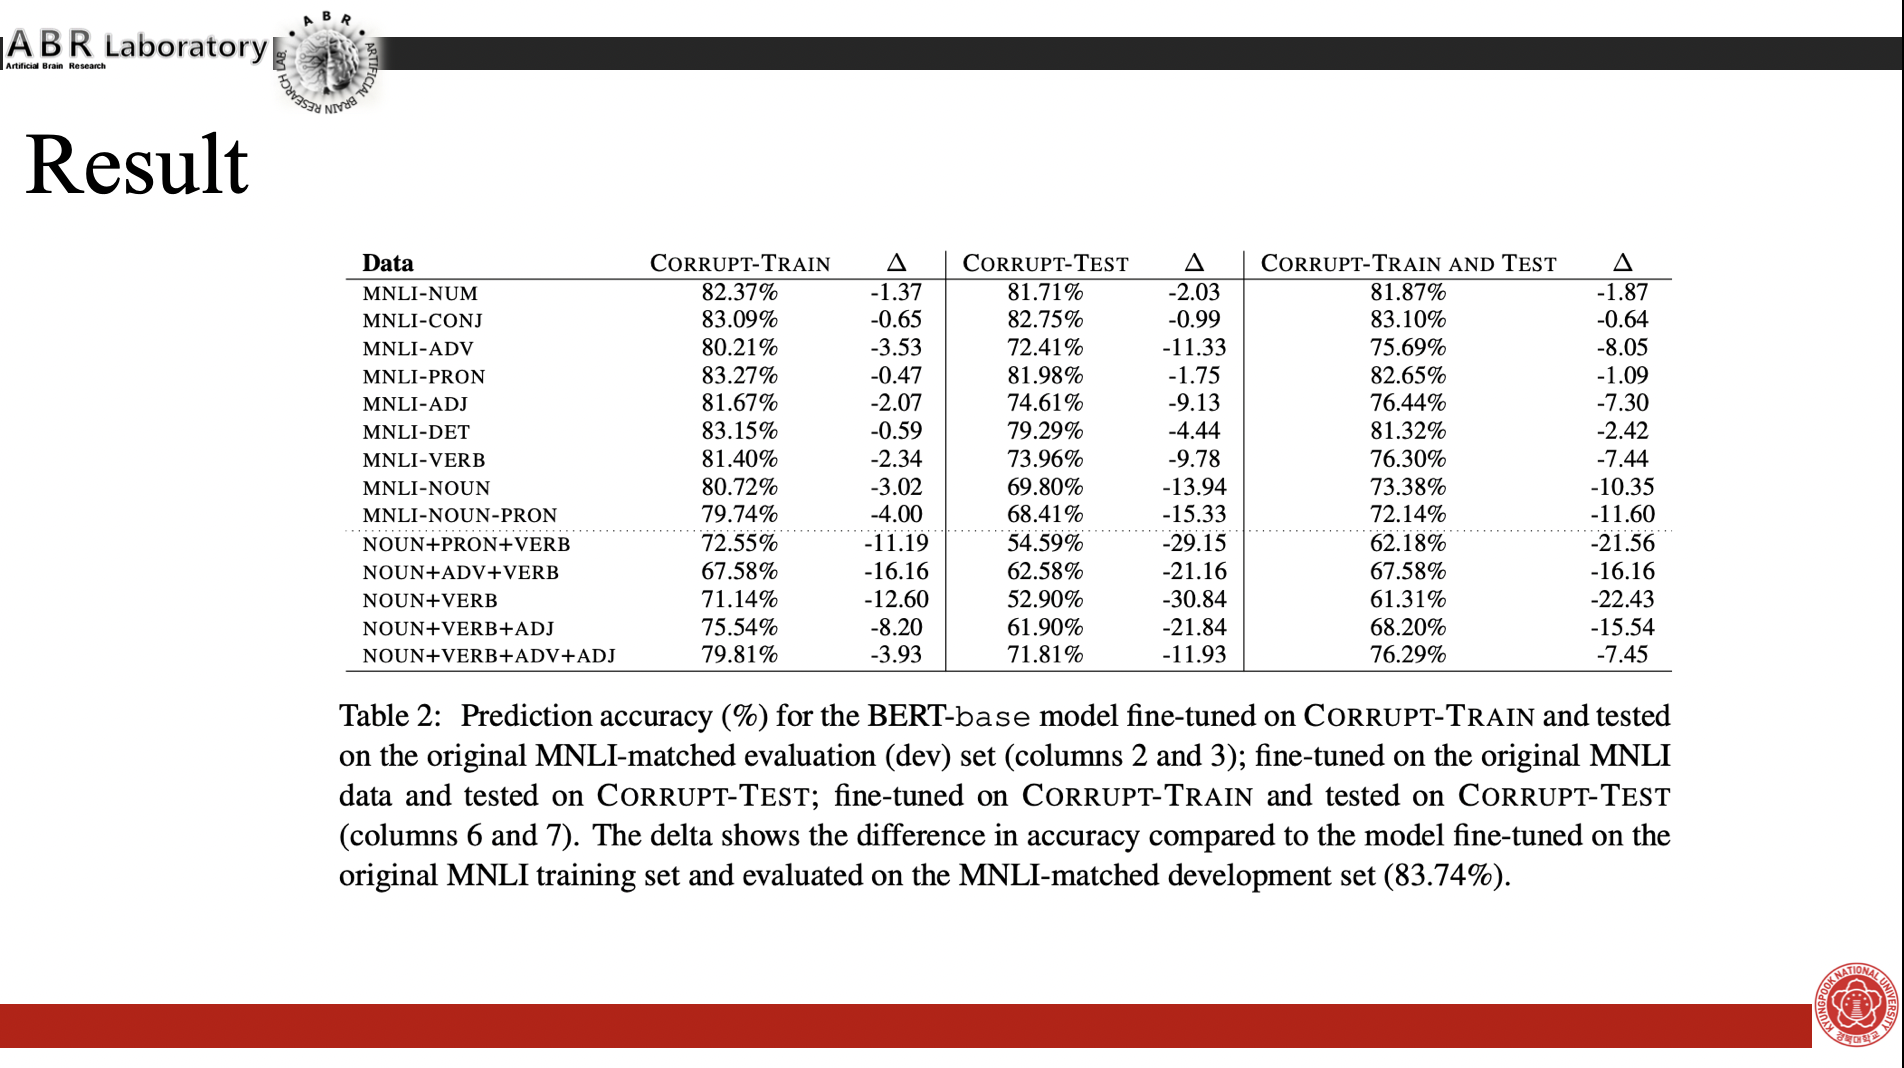 ABR Laboratory
Artificial Brain Research
A B R
ARTIFICIAL BRAIN RESEARCH LAB.
Result
Data CORRUPT-TRAIN Δ CORRUPT-TEST Δ CORRUPT-TRAIN AND TEST Δ
MNLI-NUM 82.37% -1.37 81.71% -2.03 81.87% -1.87
MNLI-CONJ 83.09% -0.65 82.75% -0.99 83.10% -0.64
MNLI-ADV 80.21% -3.53 72.41% -11.33 75.69% -8.05
MNLI-PRON 83.27% -0.47 81.98% -1.75 82.65% -1.09
MNLI-ADJ 81.67% -2.07 74.61% -9.13 76.44% -7.30
MNLI-DET 83.15% -0.59 79.29% -4.44 81.32% -2.42
MNLI-VERB 81.40% -2.34 73.96% -9.78 76.30% -7.44
MNLI-NOUN 80.72% -3.02 69.80% -13.94 73.38% -10.35
MNLI-NOUN-PRON 79.74% -4.00 68.41% -15.33 72.14% -11.60
NOUN+PRON+VERB 72.55% -11.19 54.59% -29.15 62.18% -21.56
NOUN+ADV+VERB 67.58% -16.16 62.58% -21.16 67.58% -16.16
NOUN+VERB 71.14% -12.60 52.90% -30.84 61.31% -22.43
NOUN+VERB+ADJ 75.54% -8.20 61.90% -21.84 68.20% -15.54
NOUN+VERB+ADV+ADJ 79.81% -3.93 71.81% -11.93 76.29% -7.45
Table 2: Prediction accuracy (%) for the BERT-base model fine-tuned on CORRUPT-TRAIN and tested
on the original MNLI-matched evaluation (dev) set (columns 2 and 3); fine-tuned on the original MNLI
data and tested on CORRUPT-TEST; fine-tuned on CORRUPT-TRAIN and tested on CORRUPT-TEST
(columns 6 and 7). The delta shows the difference in accuracy compared to the model fine-tuned on the
original MNLI training set and evaluated on the MNLI-matched development set (83.74%).
KYUNGPOOK NATIONAL UNIVERSITY
경북대학교